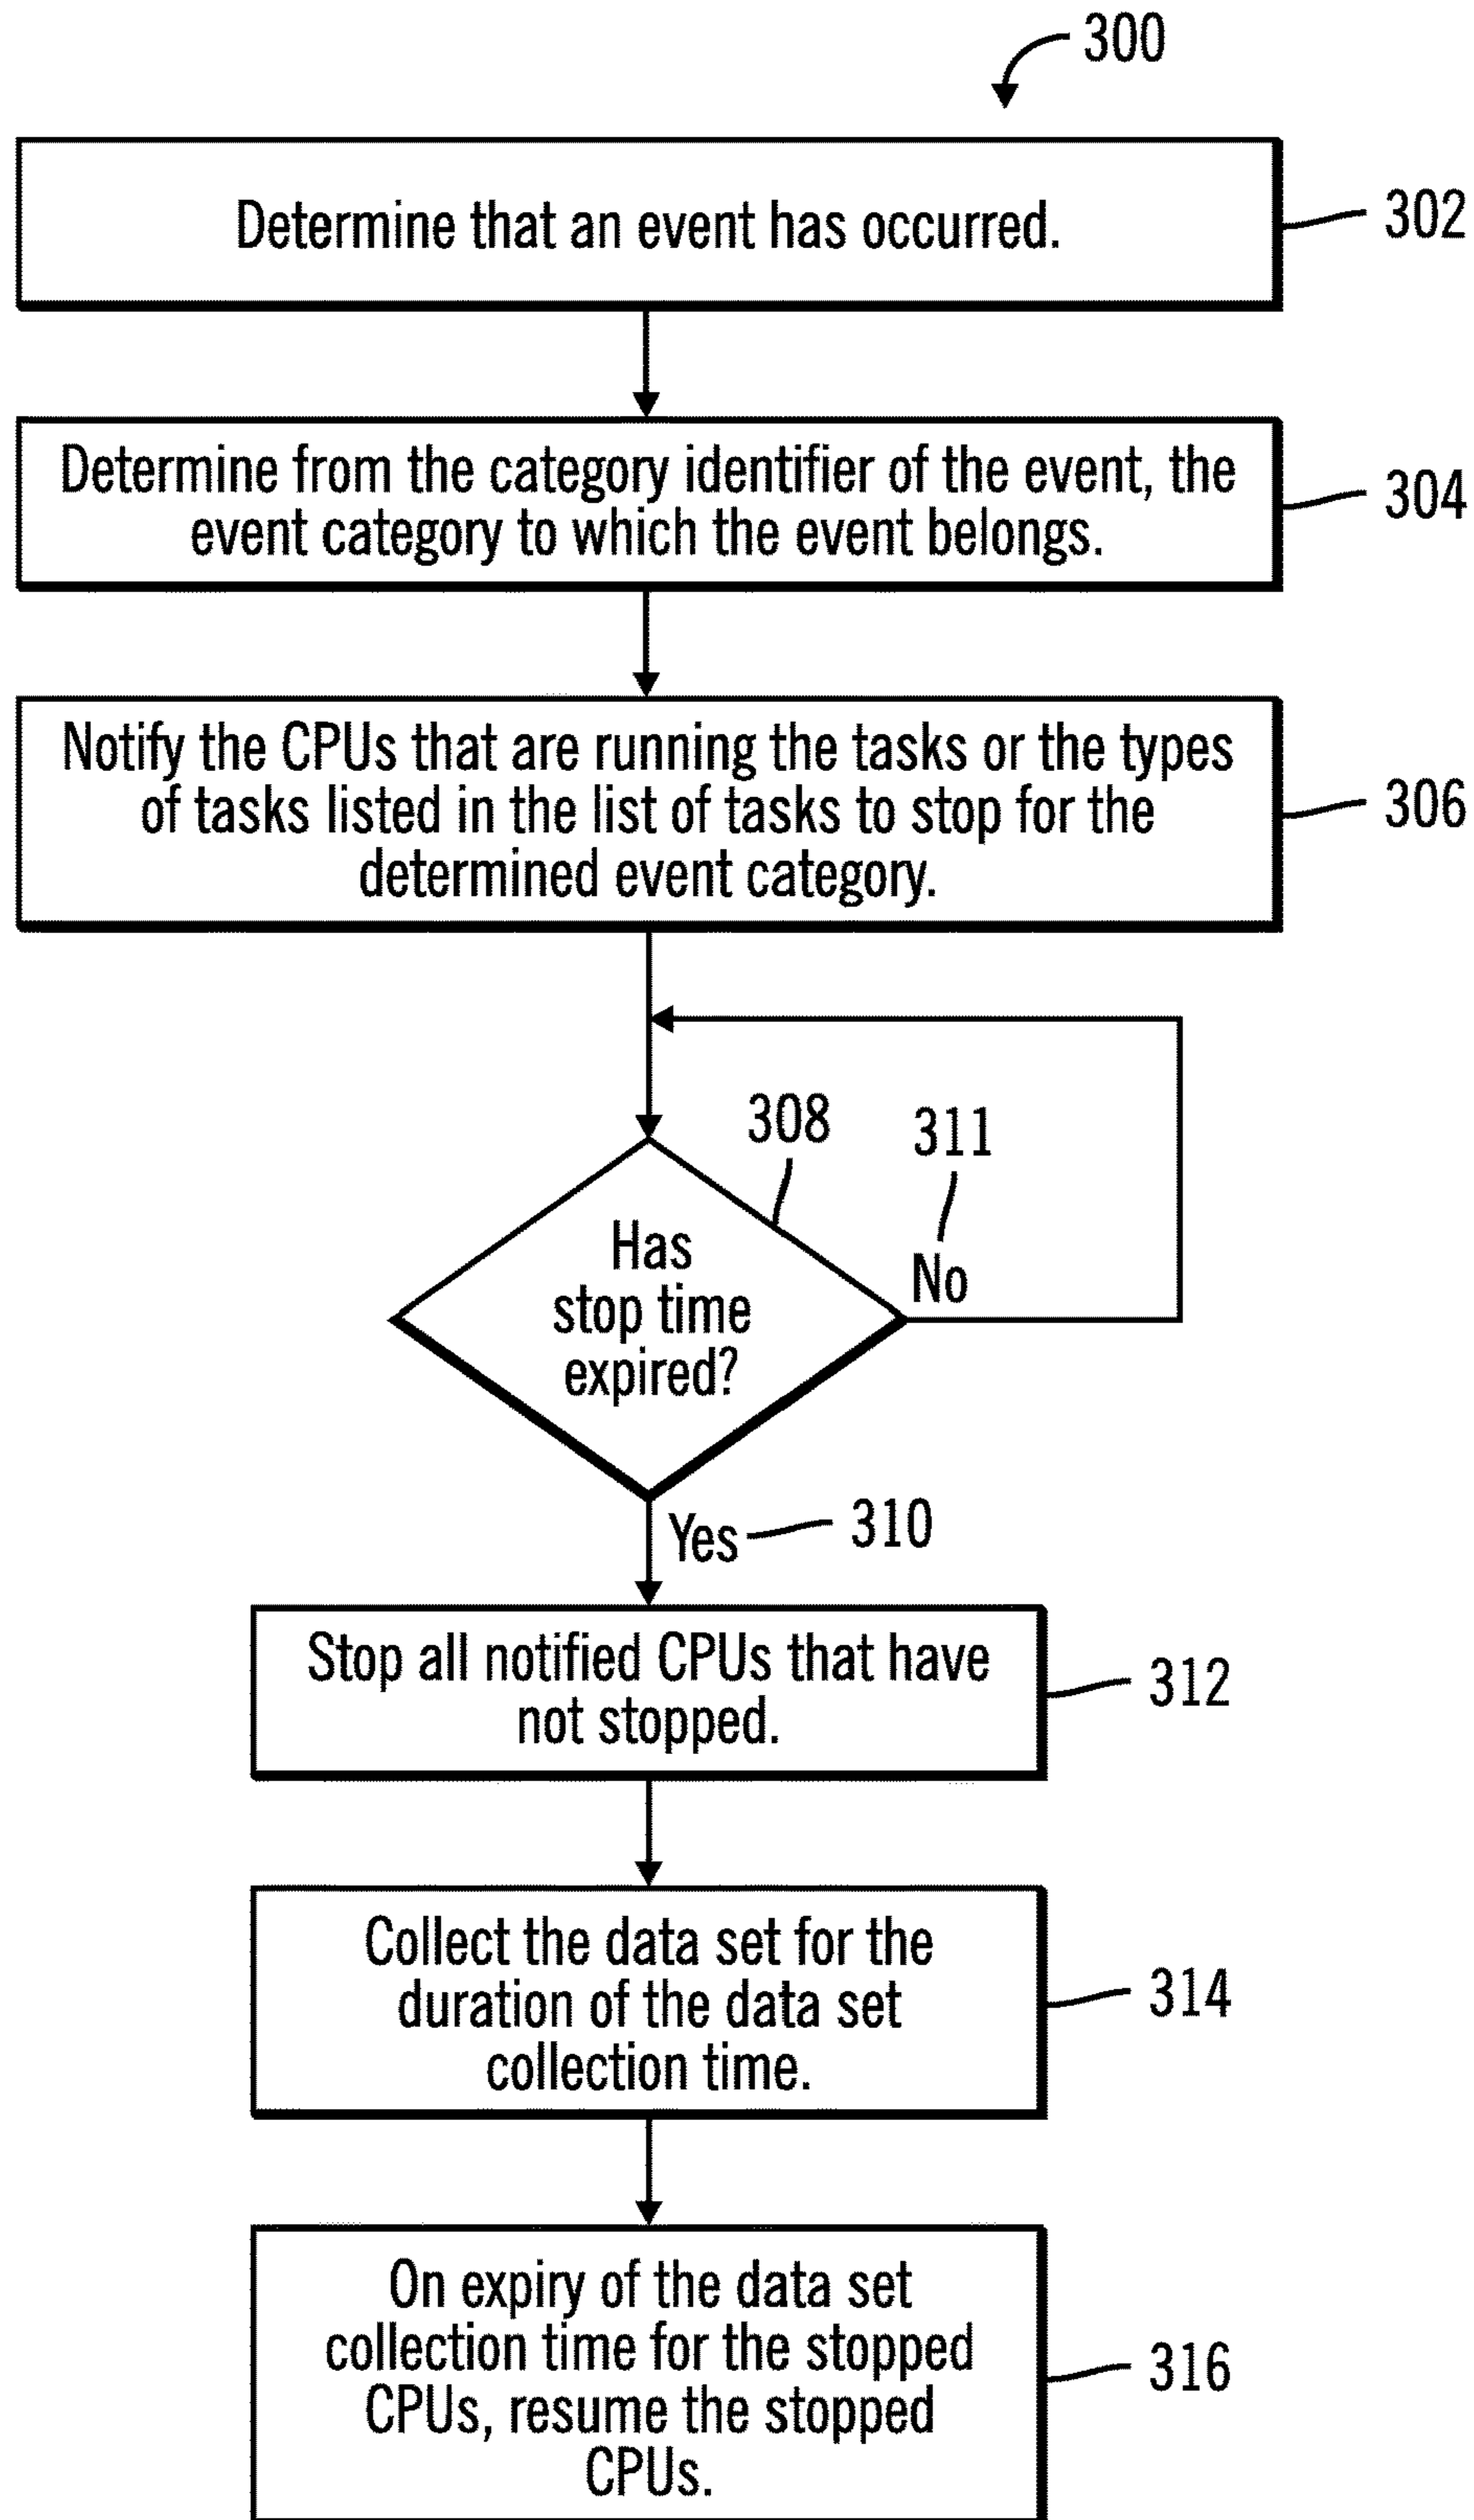 300
Determine that an event has occurred.
302
Determine from the category identifier of the event, the
event category to which the event belongs.
304
Notify the CPUs that are running the tasks or the types
of tasks listed in the list of tasks to stop for the
determined event category.
306
308
311
Has
stop time
expired?
No
Yes
310
Stop all notified CPUs that have
not stopped.
312
Collect the data set for the
duration of the data set
collection time.
314
On expiry of the data set
collection time for the stopped
CPUs, resume the stopped
CPUs.
316